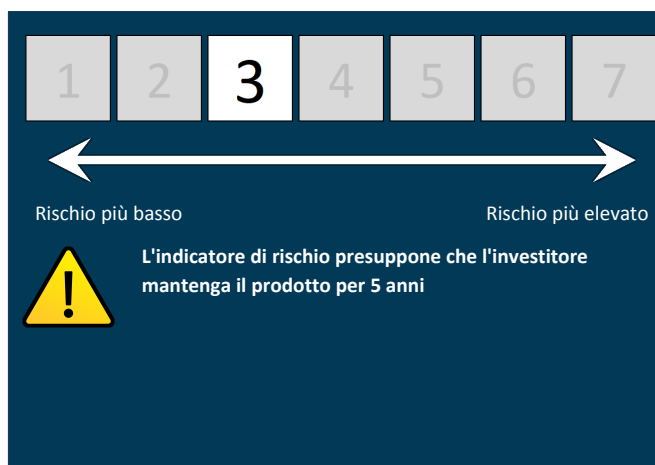 1 2 3 4 5 6 7
Rischio più basso Rischio più elevato
L'indicatore di rischio presuppone che l'investitore
mantenga il prodotto per 5 anni